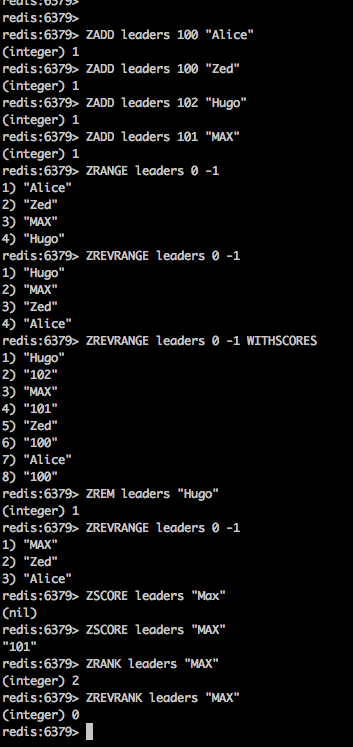 redis:6379>
redis:6379>
redis:6379> ZADD leaders 100 "Alice"
(integer) 1
redis:6379> ZADD leaders 100 "Zed"
(integer) 1
redis:6379> ZADD leaders 102 "Hugo"
(integer) 1
redis:6379> ZADD leaders 101 "MAX"
(integer) 1
redis:6379> ZRANGE leaders 0 -1
1) "Alice"
2) "Zed"
3) "MAX"
4) "Hugo"
redis:6379> ZREVRANGE leaders 0 -1
1) "Hugo"
2) "MAX"
3) "Zed"
4) "Alice"
redis:6379> ZREVRANGE leaders 0 -1 WITHSCORES
1) "Hugo"
2) "102"
3) "MAX"
4) "101"
5) "Zed"
6) "100"
7) "Alice"
8) "100"
redis:6379> ZREM leaders "Hugo"
(integer) 1
redis:6379> ZREVRANGE leaders 0 -1
1) "MAX"
2) "Zed"
3) "Alice"
redis:6379> ZSCORE leaders "Max"
(nil)
redis:6379> ZSCORE leaders "MAX"
"101"
redis:6379> ZRANK leaders "MAX"
(integer) 2
redis:6379> ZREVRANK leaders "MAX"
(integer) 0
redis:6379>